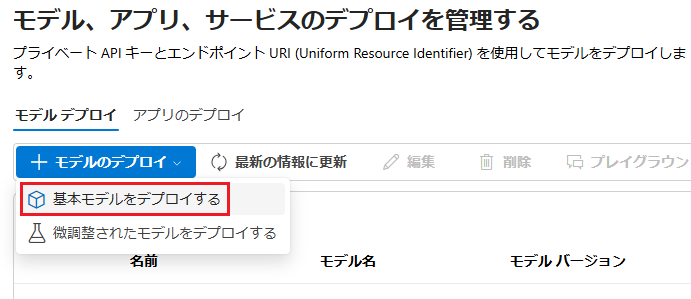 モデル、アプリ、サービスのデプロイを管理する
プライベート API キーとエンドポイント URI (Uniform Resource Identifier) を使用してモデルをデプロイしま
す。
モデル デプロイ アプリのデプロイ
モデルのデプロイ 最新の情報に更新 編集 削除 プレイグラウン
基本モデルをデプロイする
微調整されたモデルをデプロイする
名前 モデル名 モデル バージョン